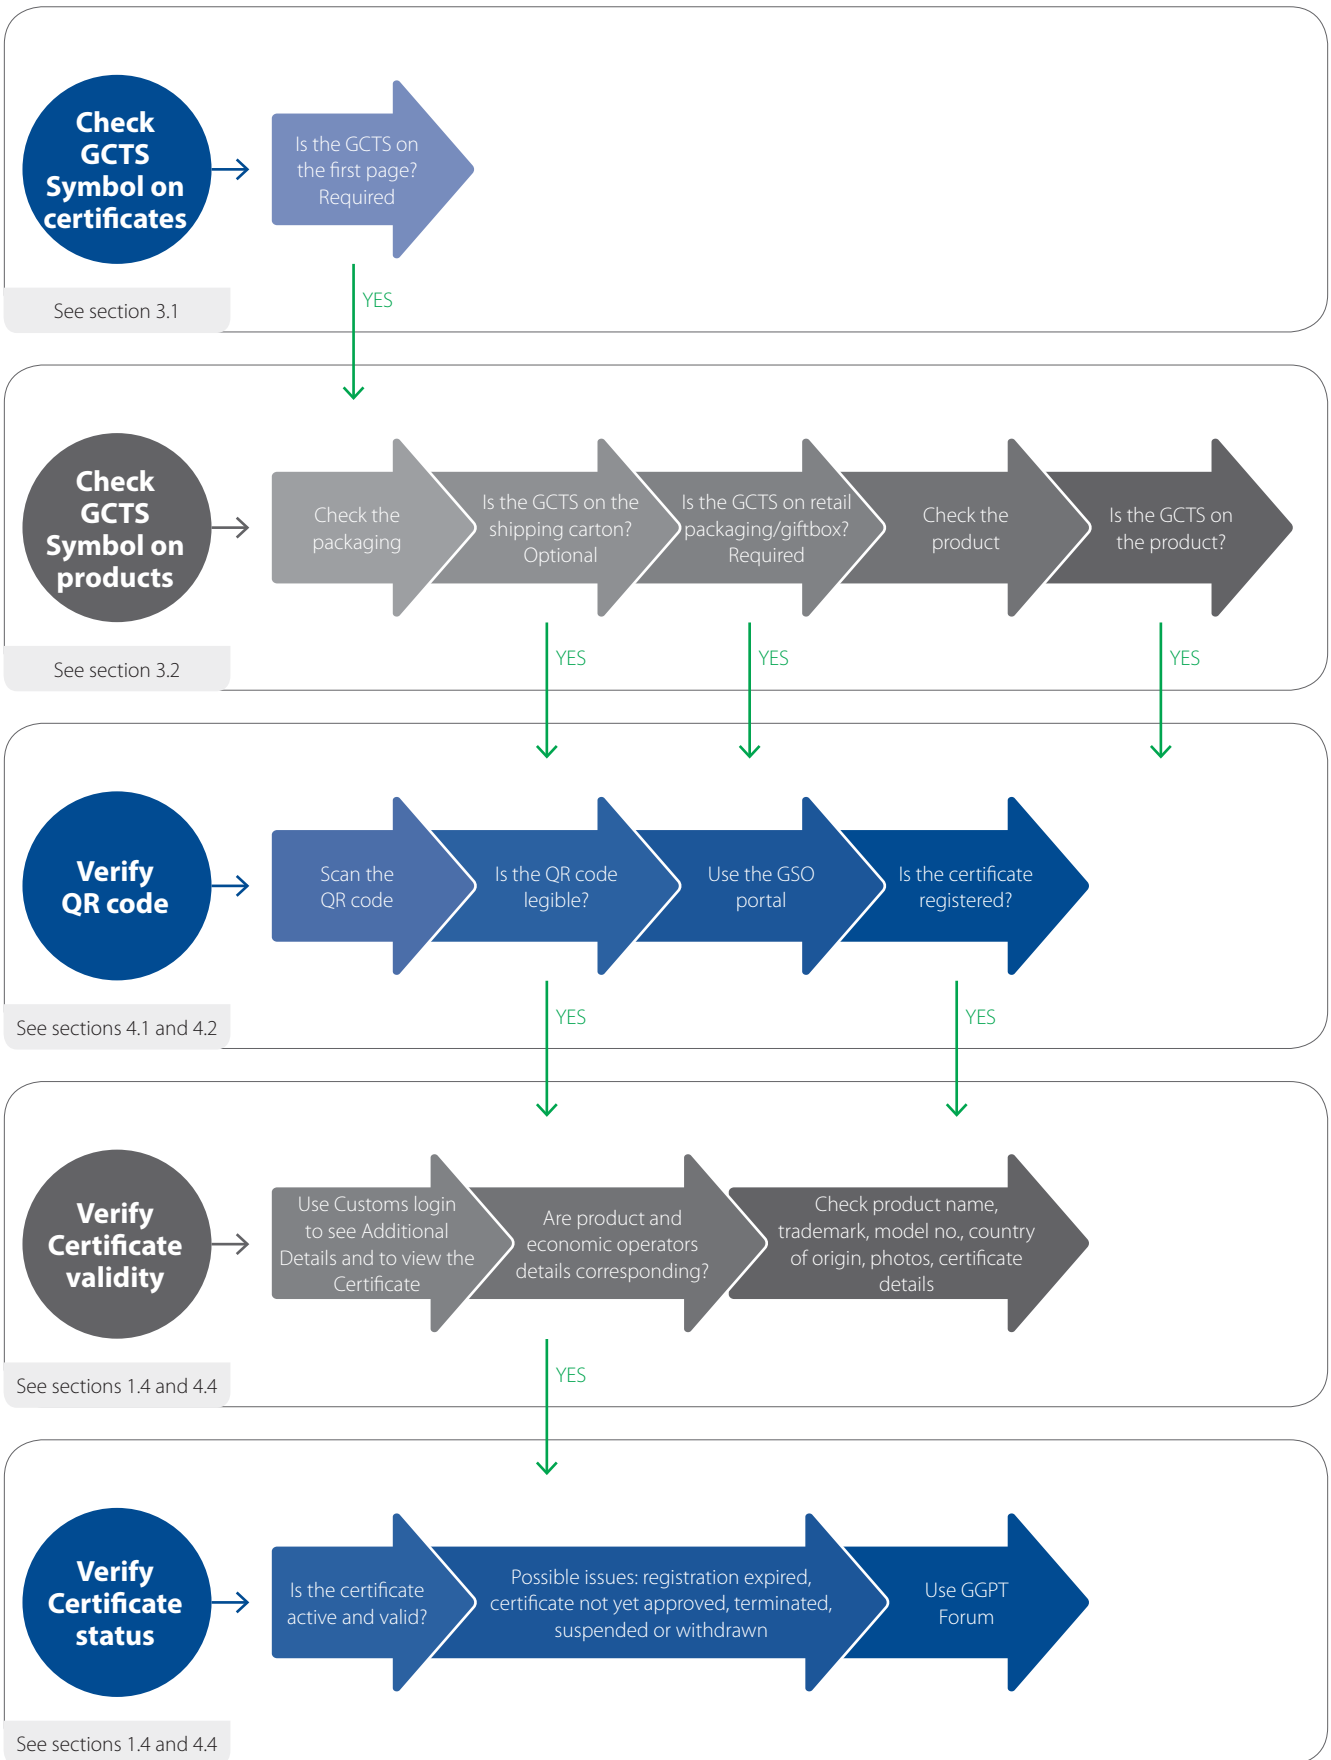 Check
GCTS
Symbol on
certificates
Is the GCTS on
the first page?
Required
See section 3.1
YES
Check
GCTS
Symbol on
products
Check the
packaging
Is the GCTS on the
shipping carton?
Optional
Is the GCTS on retail
packaging/giftbox?
Required
Check the
product
Is the GCTS on
the product?
See section 3.2
YES
YES
YES
Verify
QR code
Scan the
QR code
Is the QR code
legible?
Use the GSO
portal
Is the certificate
registered?
See sections 4.1 and 4.2
YES
YES
Verify
Certificate
validity
Use Customs login
to see Additional
Details and to view the
Certificate
Are product and
economic operators
details corresponding?
Check product name,
trademark, model no., country
of origin, photos, certificate
details
See sections 1.4 and 4.4
YES
Verify
Certificate
status
Is the certificate
active and valid?
Possible issues: registration expired,
certificate not yet approved, terminated,
suspended or withdrawn
Use GGPT
Forum
See sections 1.4 and 4.4